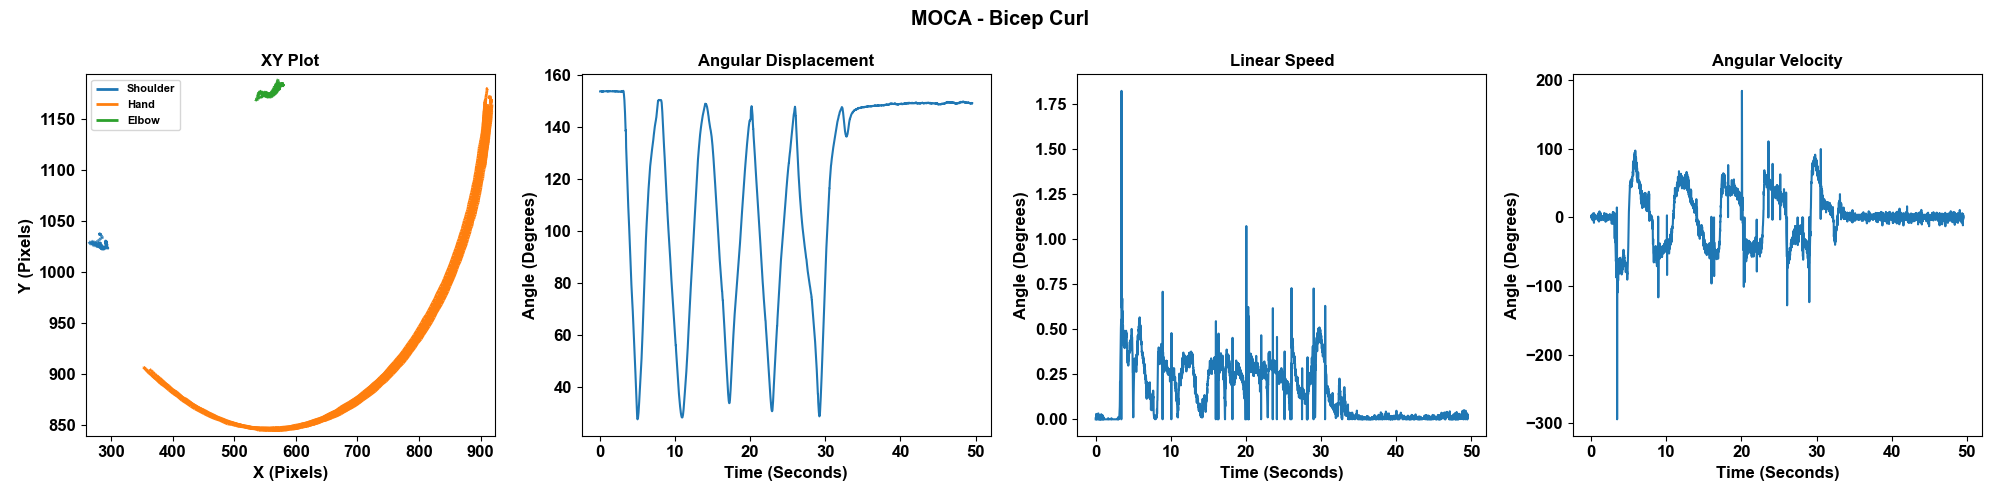 MOCA - Bicep Curl
XY Plot
Shoulder
Hand
Elbow
Y (Pixels)
1150
1100
1050
1000
950
900
850
300 400 500 600 700 800 900
X (Pixels)
Angular Displacement
Angle (Degrees)
160
140
120
100
80
60
40
0 10 20 30 40 50
Time (Seconds)
Linear Speed
Angle (Degrees)
1.75
1.50
1.25
1.00
0.75
0.50
0.25
0.00
0 10 20 30 40 50
Time (Seconds)
Angular Velocity
Angle (Degrees)
200
100
0
−100
−200
−300
0 10 20 30 40 50
Time (Seconds)